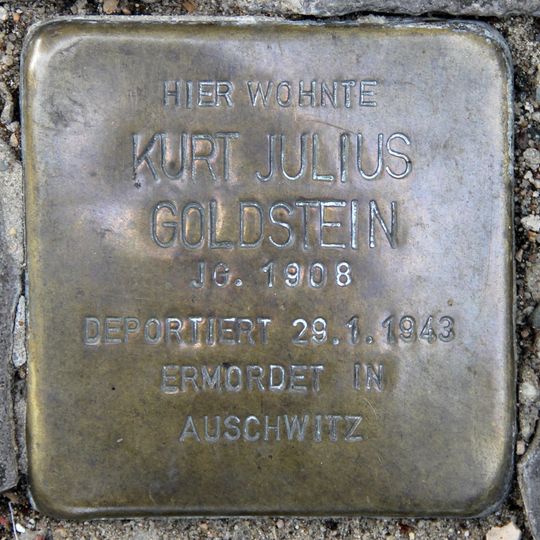 HIER WOHNTE
KURT JULIUS
GOLDSTEIN
JG. 1908
DEPORTIERT 29.1.1943
ERMORDET IN
AUSCHWITZ